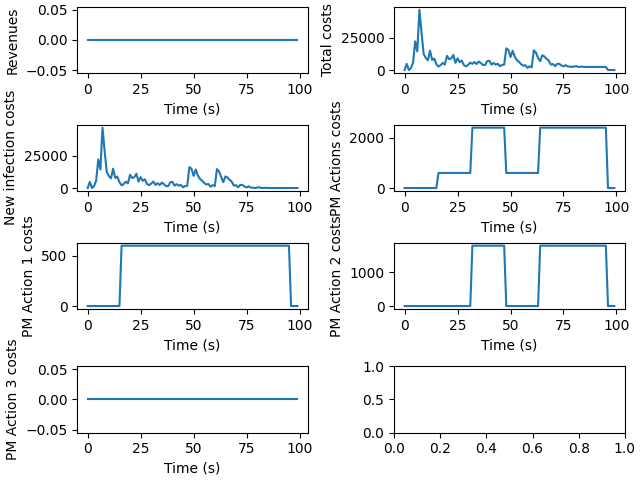 Revenues
0.05
0.00
−0.05
0 25 50 75 100
Time (s)
Total costs
25000
0
0 25 50 75 100
Time (s)
New infection costs
25000
0
0 25 50 75 100
Time (s)
PM Actions costs
2000
0
0 25 50 75 100
Time (s)
PM Action 1 costs
500
0
0 25 50 75 100
Time (s)
PM Action 2 costs
1000
0
0 25 50 75 100
Time (s)
PM Action 3 costs
0.05
0.00
−0.05
0 25 50 75 100
Time (s)
1.0
0.5
0.0
0.0 0.2 0.4 0.6 0.8 1.0